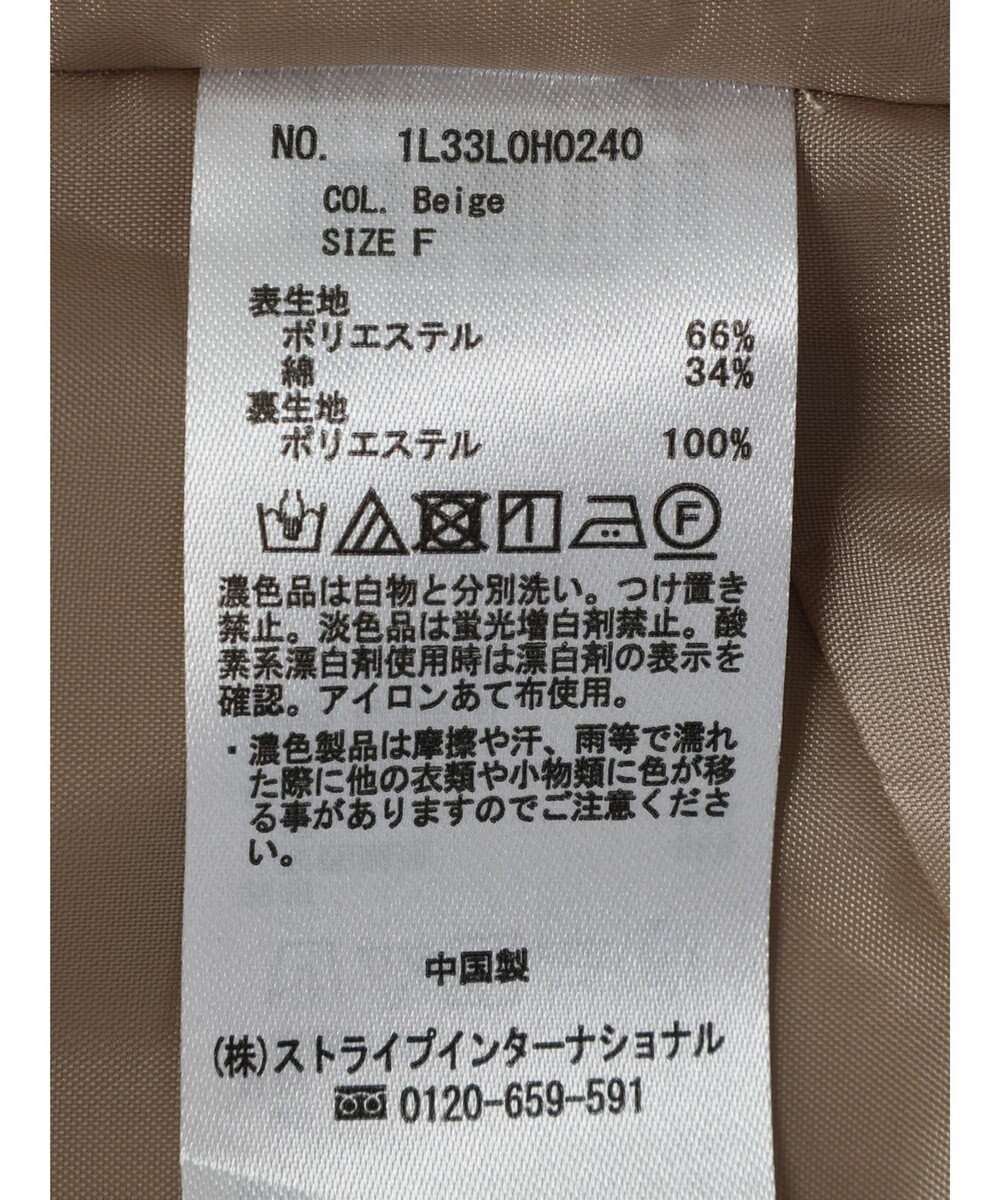 NO. 1L33L0H0240
COL. Beige
SIZE F
表生地
ポリエステル 66%
綿 34%
裏生地
ポリエステル 100%
F
濃色品は白物と分別洗い。つけ置き
禁止。淡色品は蛍光増白剤禁止。酸
素系漂白剤使用時は漂白剤の表示を
確認。アイロンあて布使用。
・濃色製品は摩擦や汗、雨等で濡れ
た際に他の衣類や小物類に色が移
る事がありますのでご注意くださ
い。
中国製
(株)ストライプインターナショナル
0120-659-591